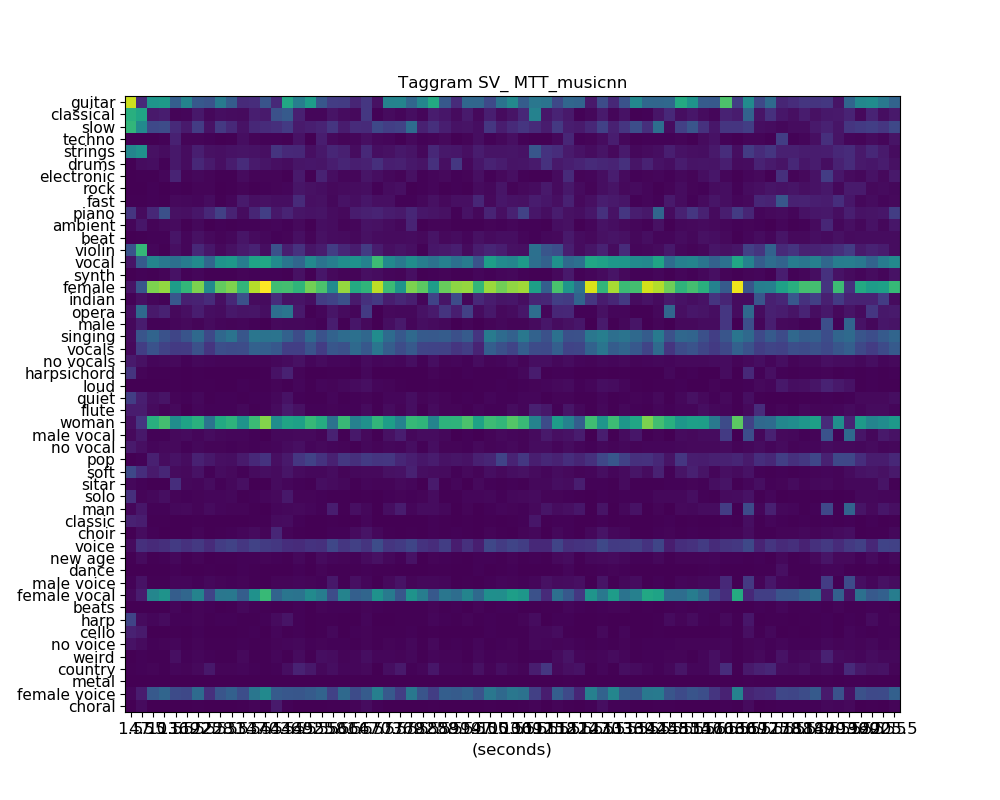 Taggram SV_ MTT_musicnn
guitar
classical
slow
techno
strings
drums
electronic
rock
fast
piano
ambient
beat
violin
vocal
synth
female
indian
opera
male
singing
vocals
no vocals
harpsichord
loud
quiet
flute
woman
male vocal
no vocal
pop
soft
sitar
solo
man
classic
choir
voice
new age
dance
male voice
female vocal
beats
harp
cello
no voice
weird
country
metal
female voice
choral
(seconds)